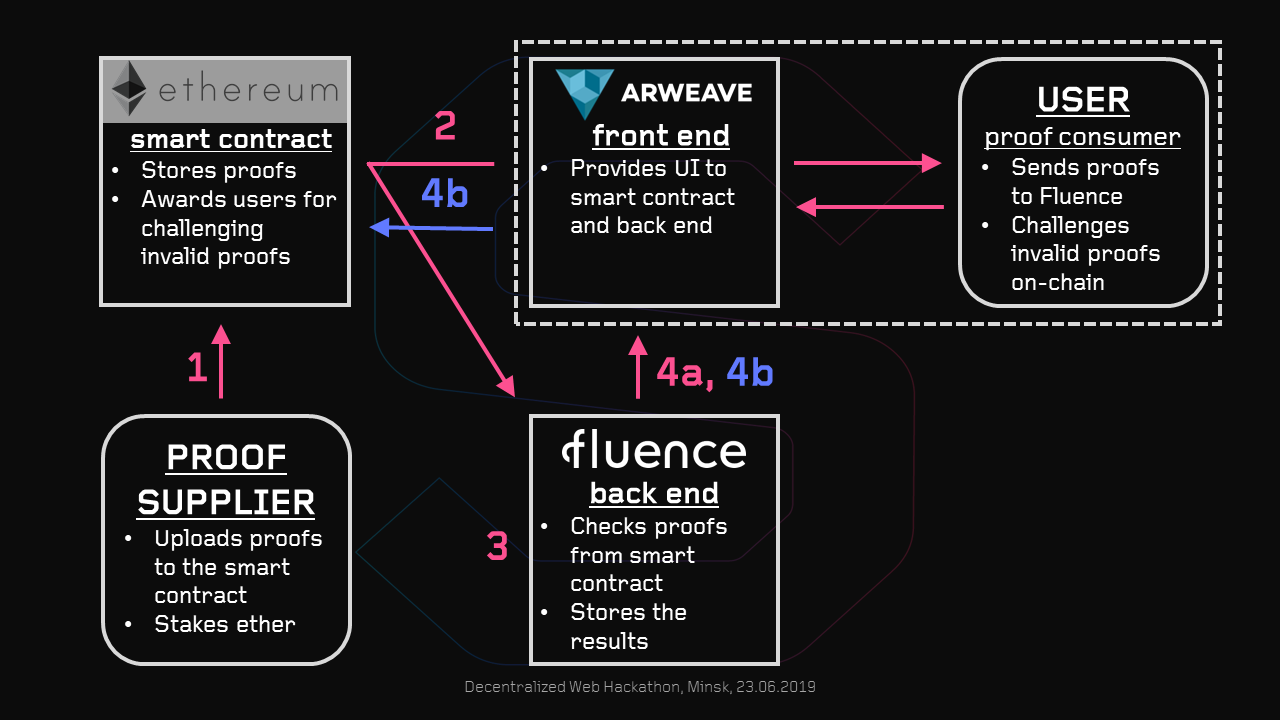 ethereum
smart contract
• Stores proofs
• Awards users for
challenging
invalid proofs
2
4b
ARWEAVE
front end
• Provides UI to
smart contract
and back end
USER
proof consumer
• Sends proofs
to Fluence
• Challenges
invalid proofs
on-chain
1
4a, 4b
PROOF
SUPPLIER
• Uploads proofs
to the smart
contract
• Stakes ether
3
fluence
back end
• Checks proofs
from smart
contract
• Stores the
results
Decentralized Web Hackathon, Minsk, 23.06.2019